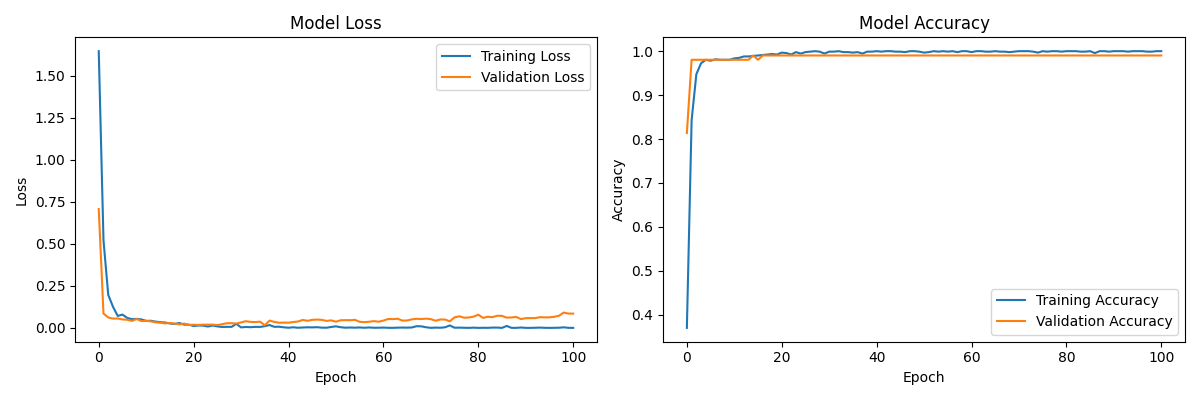 Model Loss
Loss
1.50
1.25
1.00
0.75
0.50
0.25
0.00
Training Loss
Validation Loss
0 20 40 60 80 100
Epoch
Model Accuracy
Accuracy
1.0
0.9
0.8
0.7
0.6
0.5
0.4
Training Accuracy
Validation Accuracy
0 20 40 60 80 100
Epoch